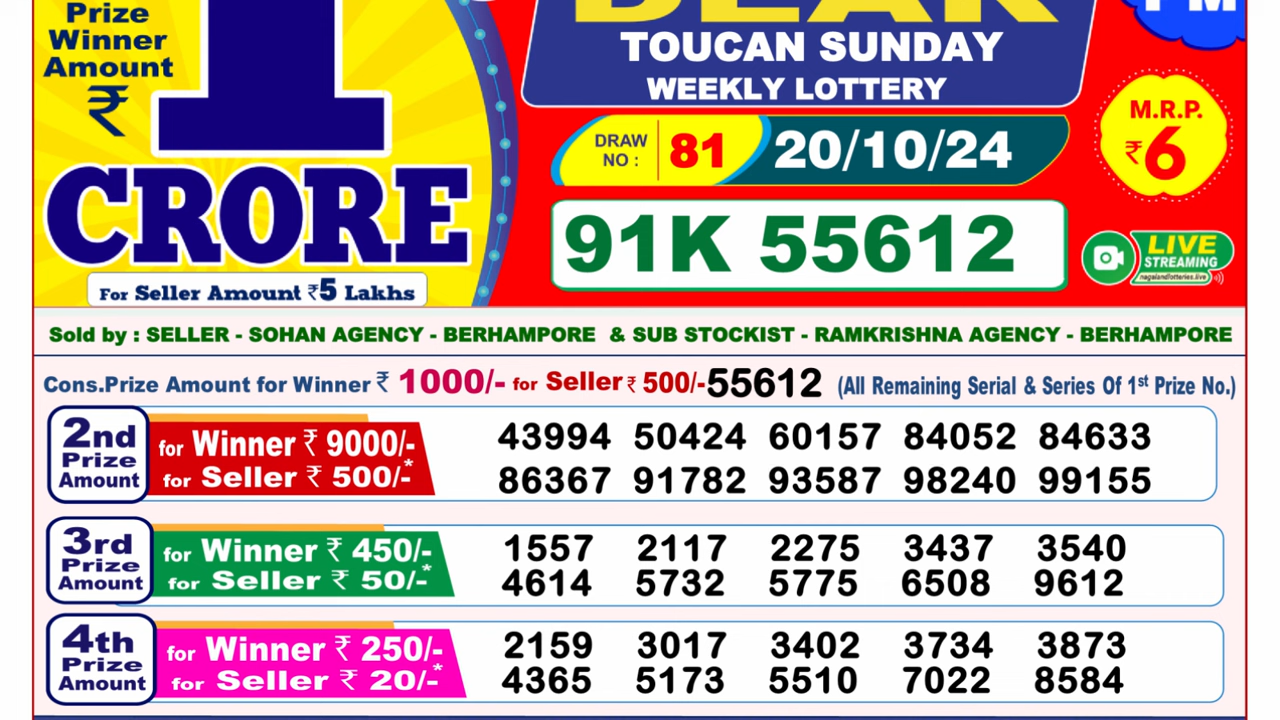 Prize
Winner
Amount
₹
1
CRORE
For Seller Amount ₹5 Lakhs
DEAR
TOUCAN SUNDAY
WEEKLY LOTTERY
DRAW
NO :
81
20/10/24
91K 55612
PM
M.R.P.
₹6
LIVE
STREAMING
nagalandlotteries.live
Sold by : SELLER - SOHAN AGENCY - BERHAMPORE & SUB STOCKIST - RAMKRISHNA AGENCY - BERHAMPORE
Cons.Prize Amount for Winner ₹ 1000/- for Seller ₹ 500/- 55612 (All Remaining Serial & Series Of 1st Prize No.)
2nd
Prize
Amount
for Winner ₹ 9000/-
for Seller ₹ 500/-*
43994 50424 60157 84052 84633
86367 91782 93587 98240 99155
3rd
Prize
Amount
for Winner ₹ 450/-
for Seller ₹ 50/-*
1557 2117 2275 3437 3540
4614 5732 5775 6508 9612
4th
Prize
Amount
for Winner ₹ 250/-
for Seller ₹ 20/-*
2159 3017 3402 3734 3873
4365 5173 5510 7022 8584